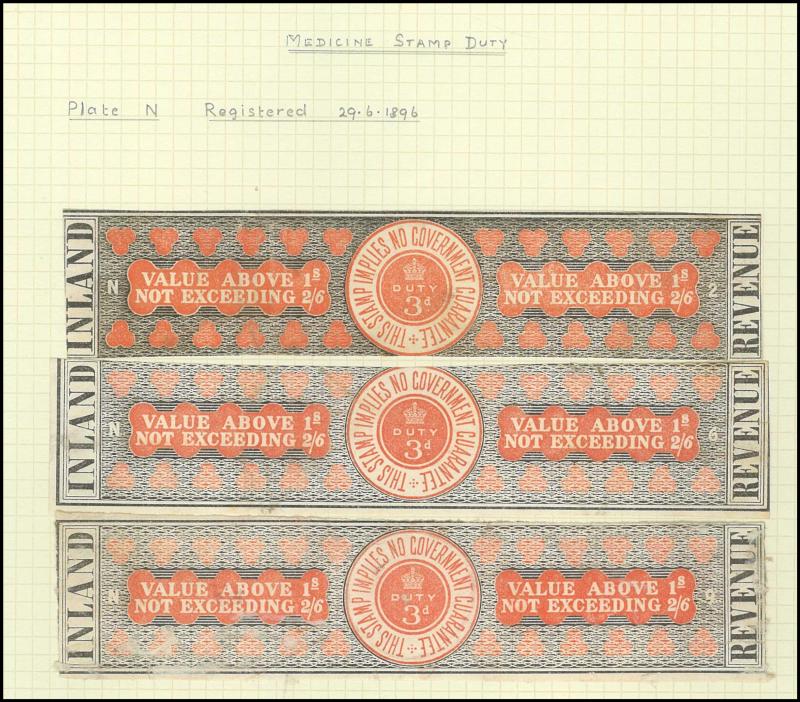 MEDICINE STAMP DUTY
Plate N Registered 29.6.1896
INLAND
N
VALUE ABOVE 1s
NOT EXCEEDING 2/6
THIS STAMP IMPLIES NO GOVERNMENT GUARANTEE
DUTY
3d
VALUE ABOVE 1s
NOT EXCEEDING 2/6
2
REVENUE
INLAND
N
VALUE ABOVE 1s
NOT EXCEEDING 2/6
THIS STAMP IMPLIES NO GOVERNMENT GUARANTEE
DUTY
3d
VALUE ABOVE 1s
NOT EXCEEDING 2/6
6
REVENUE
INLAND
N
VALUE ABOVE 1s
NOT EXCEEDING 2/6
THIS STAMP IMPLIES NO GOVERNMENT GUARANTEE
DUTY
3d
VALUE ABOVE 1s
NOT EXCEEDING 2/6
9
REVENUE